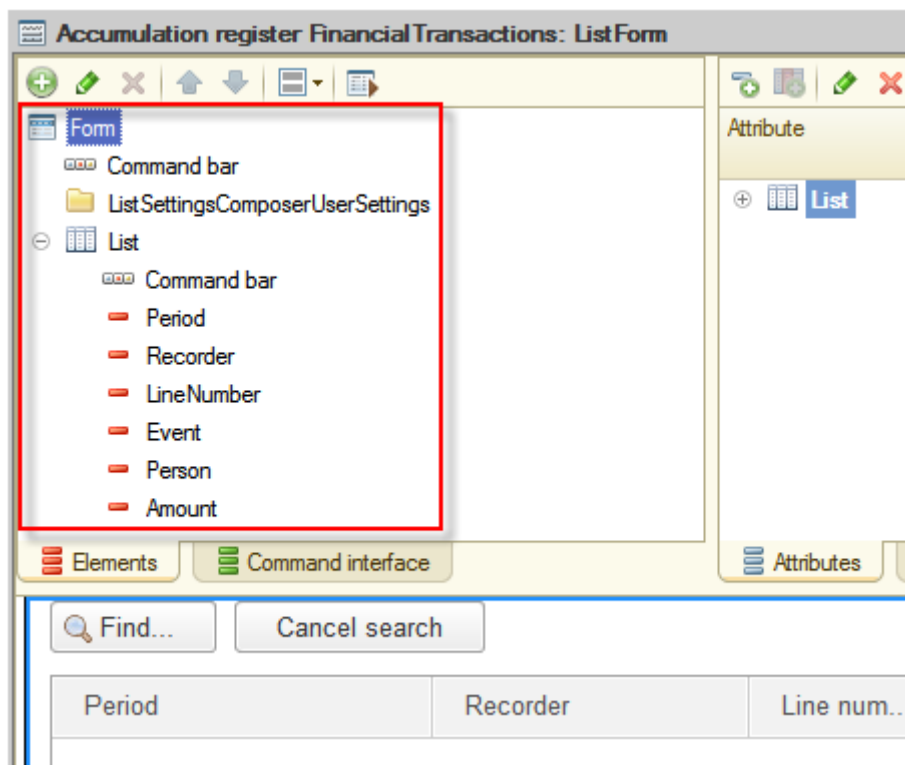 Accumulation register FinancialTransactions: ListForm
Form
Command bar
ListSettingsComposerUserSettings
List
Command bar
Period
Recorder
LineNumber
Event
Person
Amount
Elements
Command interface
Attribute
List
Attributes
Find...
Cancel search
Period
Recorder
Line num...